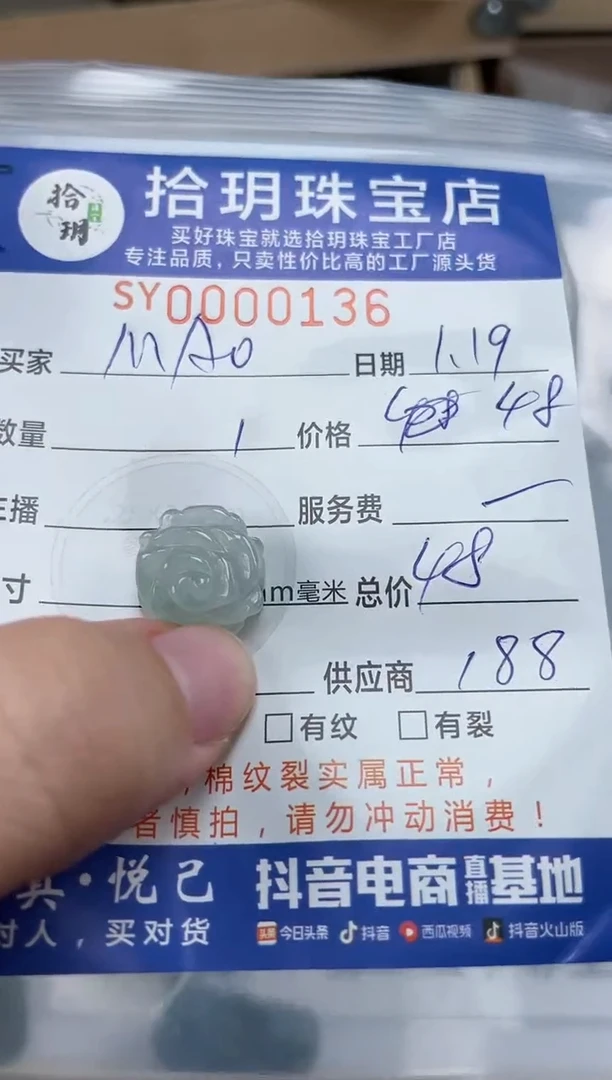 拾玥
拾玥珠宝店
买好珠宝就选拾玥珠宝工厂店
专注品质，只卖性价比高的工厂源头货
SY0000136
买家 MAO 日期 1.19
数量 1 价格 48
主播 服务费 —
寸 mm毫米 总价 48
供应商 188
□有纹 □有裂
，棉纹裂实属正常，
者慎拍，请勿冲动消费！
真·悦己 抖音电商直播基地
对人，买对货 头条 今日头条 抖音 西瓜视频 抖音火山版